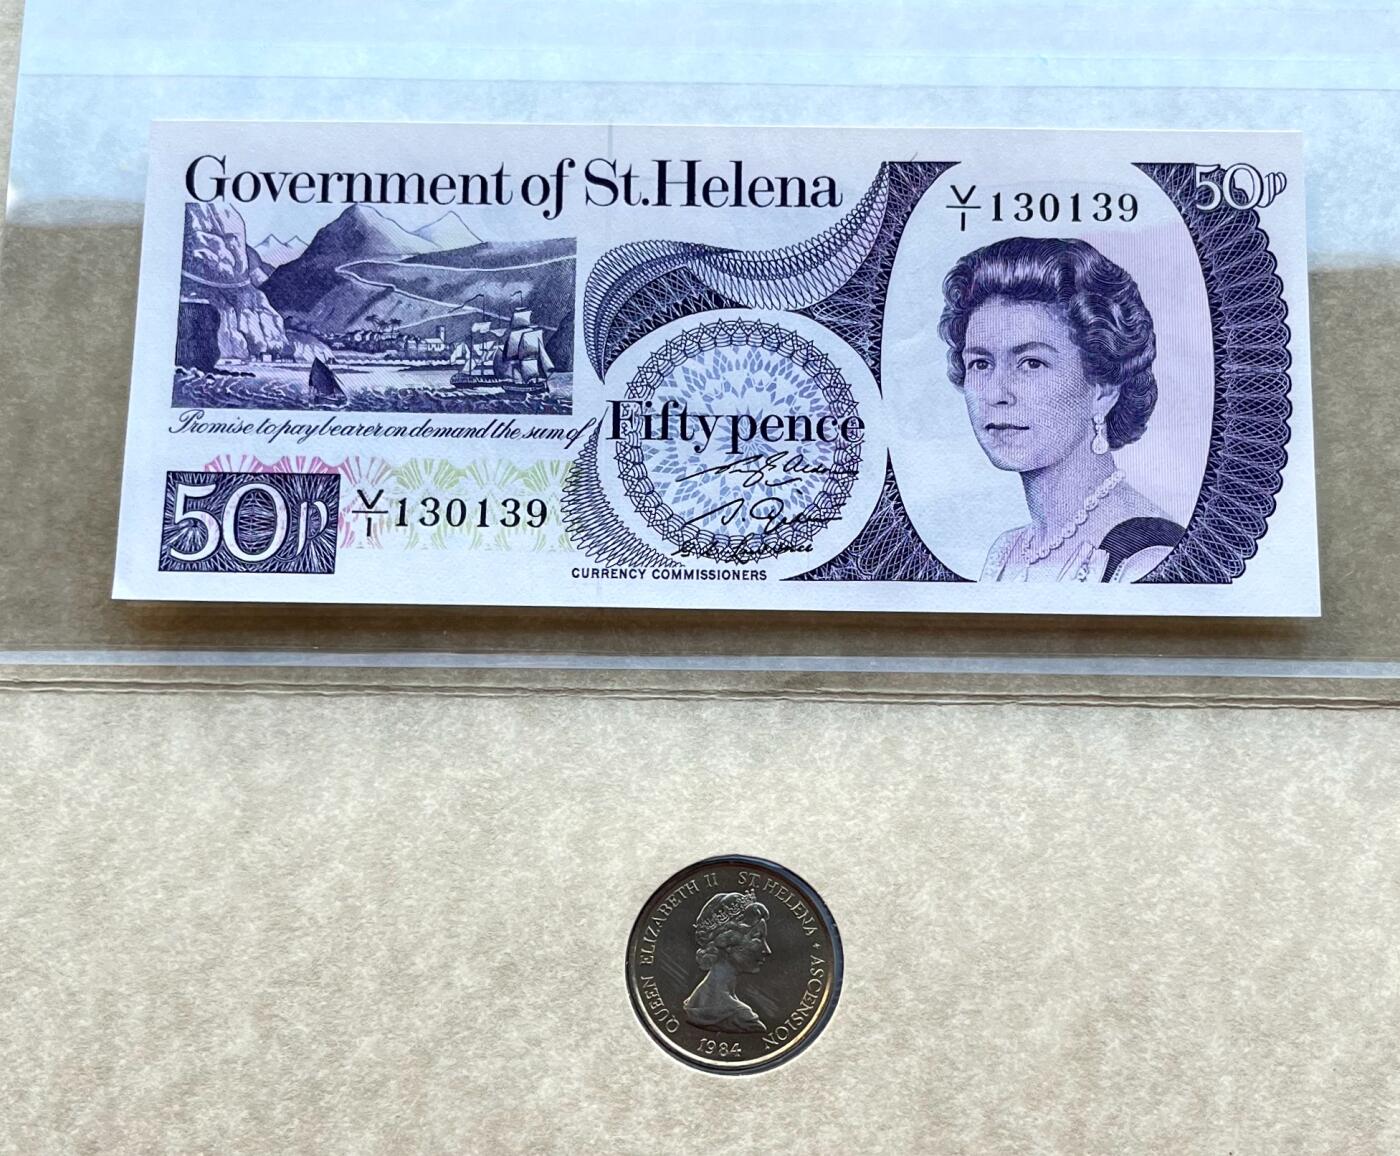 Government of St.Helena
V/1 130139
50p
Promise to pay bearer on demand the sum of
Fifty pence
50p
V/1 130139
CURRENCY COMMISSIONERS
QUEEN ELIZABETH II ST. HELENA · ASCENSION
1984